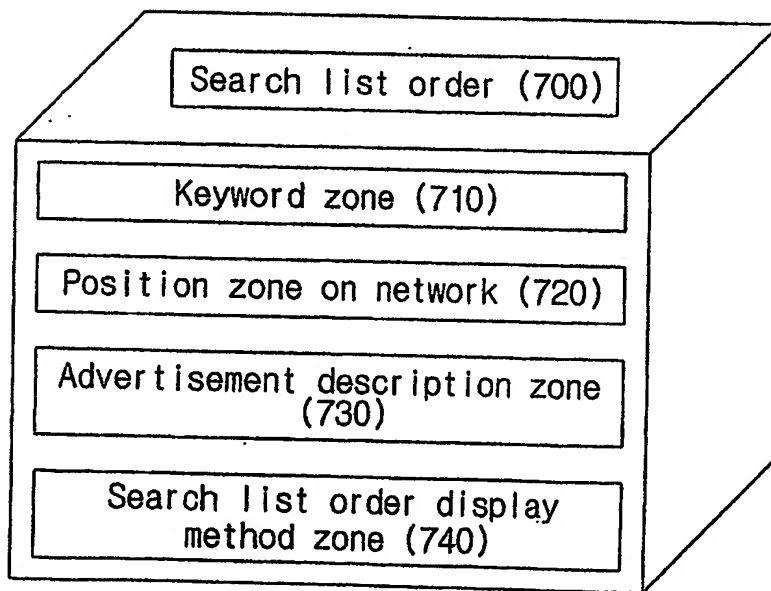 Search list order (700)
Keyword zone (710)
Position zone on network (720)
Advertisement description zone
(730)
Search list order display
method zone (740)